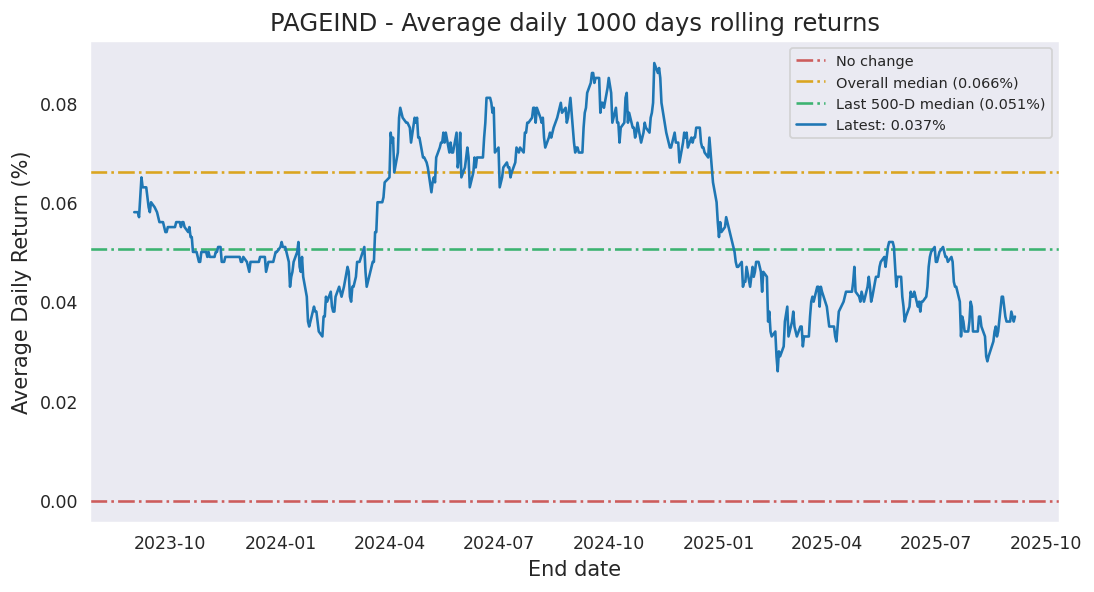 PAGEIND - Average daily 1000 days rolling returns
No change
Overall median (0.066%)
Last 500-D median (0.051%)
Latest: 0.037%
Average Daily Return (%)
0.08
0.06
0.04
0.02
0.00
2023-10 2024-01 2024-04 2024-07 2024-10 2025-01 2025-04 2025-07 2025-10
End date